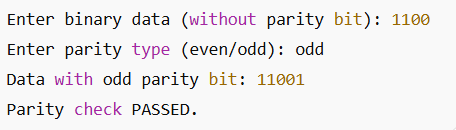 Enter binary data (without parity bit): 1100
Enter parity type (even/odd): odd
Data with odd parity bit: 11001
Parity check PASSED.